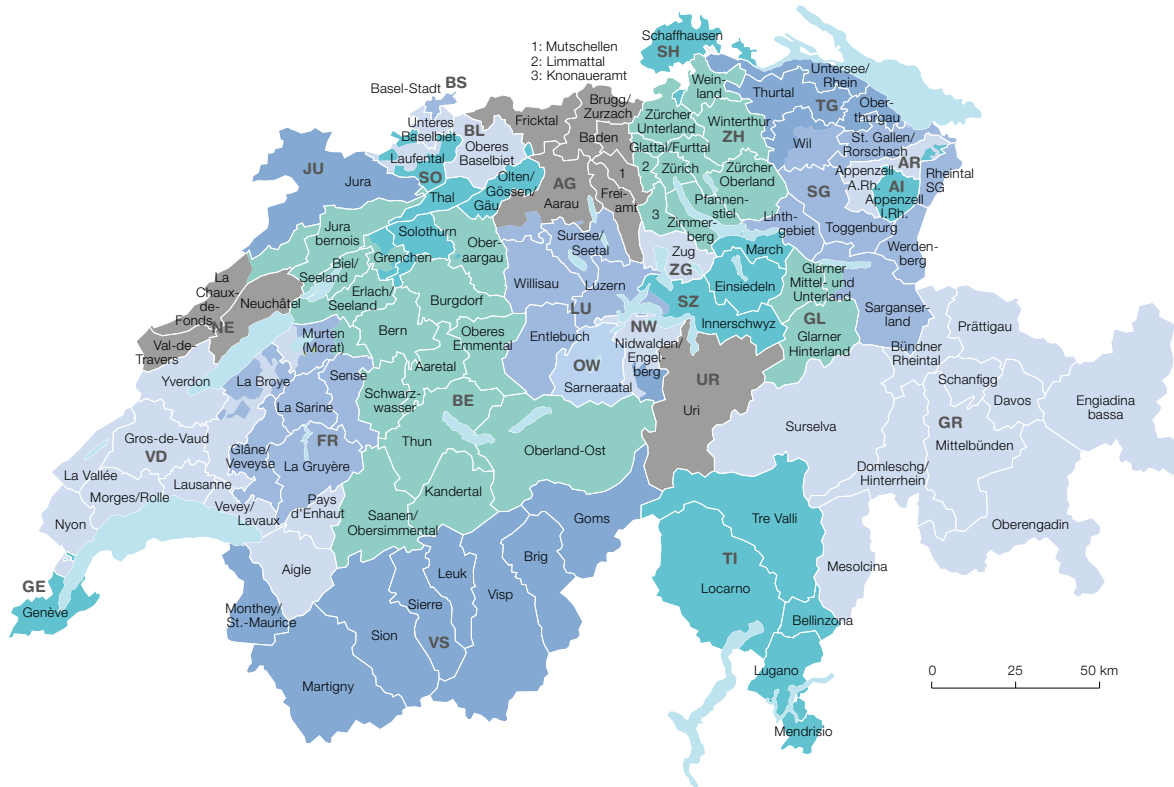 Schaffhausen
SH
1: Mutschellen
2: Limmattal
3: Knonaueramt
Basel-Stadt
BS
Unteres
Baselbiet
BL
Oberes
Baselbiet
Laufental
SO
Fricktal
Brugg/
Zurzach
Baden
AG
Aarau
1
Frei-
amt
Olten/
Gösgen/
Gäu
Thal
Solothurn
Grenchen
Wein-
land
Zürcher
Unterland
Winterthur
ZH
Glattal/Furttal
2
Zürich
Zürcher
Oberland
Pfannen-
stiel
3
Zimmer-
berg
Untersee/
Rhein
Thurtal
TG
Ober-
thurgau
Wil
St. Gallen/
Rorschach
AR
Appenzell
A.Rh.
AI
Appenzell
I.Rh.
Rheintal
SG
SG
Toggenburg
Linth-
gebiet
Werden-
berg
Sarganser-
land
JU
Jura
Jura
bernois
Biel/
Seeland
Erlach/
Seeland
Ober-
aargau
Burgdorf
Bern
Oberes
Emmental
Aaretal
Schwarz-
wasser
BE
Thun
Oberland-Ost
Kandertal
Saanen/
Obersimmental
La
Chaux-
de-
Fonds
Neuchâtel
NE
Val-de-
Travers
Sursee/
Seetal
Willisau
Luzern
LU
Entlebuch
Zug
ZG
March
Einsiedeln
SZ
Innerschwyz
NW
Nidwalden/
Engel-
berg
OW
Sarneraatal
UR
Uri
Glarner
Mittel- und
Unterland
GL
Glarner
Hinterland
Murten
(Morat)
Sense
La Broye
La Sarine
FR
Glâne/
Veveyse
La Gruyère
Yverdon
Gros-de-Vaud
VD
La Vallée
Lausanne
Morges/Rolle
Nyon
Vevey/
Lavaux
Pays
d'Enhaut
Aigle
GE
Genève
Monthey/
St.-Maurice
Martigny
Sion
Sierre
Leuk
VS
Visp
Brig
Goms
Tre Valli
TI
Locarno
Bellinzona
Lugano
Mendrisio
Bündner
Rheintal
Prättigau
Schanfigg
Davos
GR
Mittelbünden
Engiadina
bassa
Surselva
Domleschg/
Hinterrhein
Oberengadin
Mesolcina
0
25
50 km